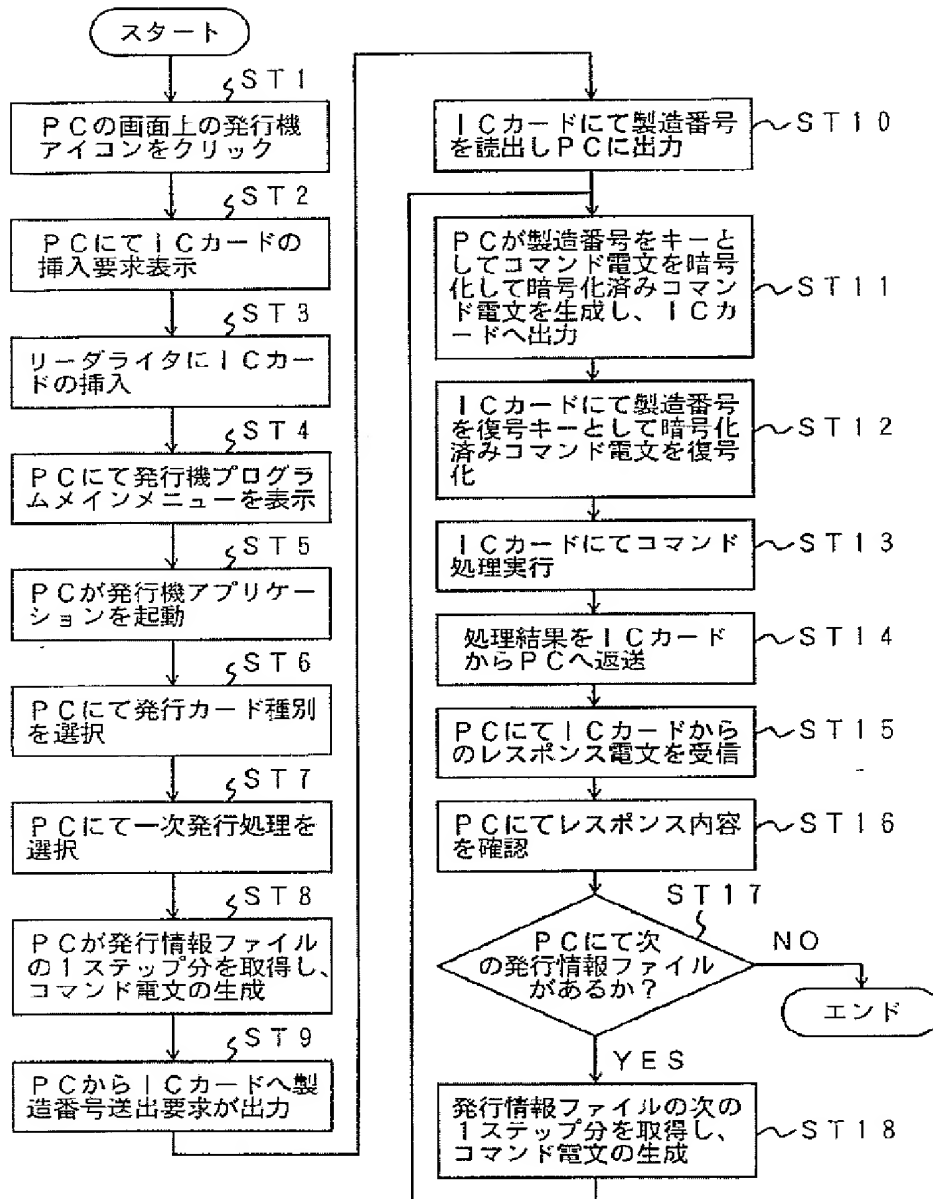 スタート
ST1
PCの画面上の発行機
アイコンをクリック
ST2
PCにてICカードの
挿入要求表示
ST3
リーダライタにICカー
ドの挿入
ST4
PCにて発行機プログラ
ムメインメニューを表示
ST5
PCが発行機アプリケー
ションを起動
ST6
PCにて発行カード種別
を選択
ST7
PCにて一次発行処理を
選択
ST8
PCが発行情報ファイル
の1ステップ分を取得し、
コマンド電文の生成
ST9
PCからICカードへ製
造番号送出要求が出力
ICカードにて製造番号
を読出しPCに出力
ST10
PCが製造番号をキーと
してコマンド電文を暗号
化して暗号化済みコマン
ド電文を生成し、ICカ
ードへ出力
ST11
ICカードにて製造番号
を復号キーとして暗号化
済みコマンド電文を復号
化
ST12
ICカードにてコマンド
処理実行
ST13
処理結果をICカード
からPCへ返送
ST14
PCにてICカードから
のレスポンス電文を受信
ST15
PCにてレスポンス内容
を確認
ST16
ST17
PCにて次
の発行情報ファイル
があるか?
NO
エンド
YES
発行情報ファイルの次の
1ステップ分を取得し、
コマンド電文の生成
ST18